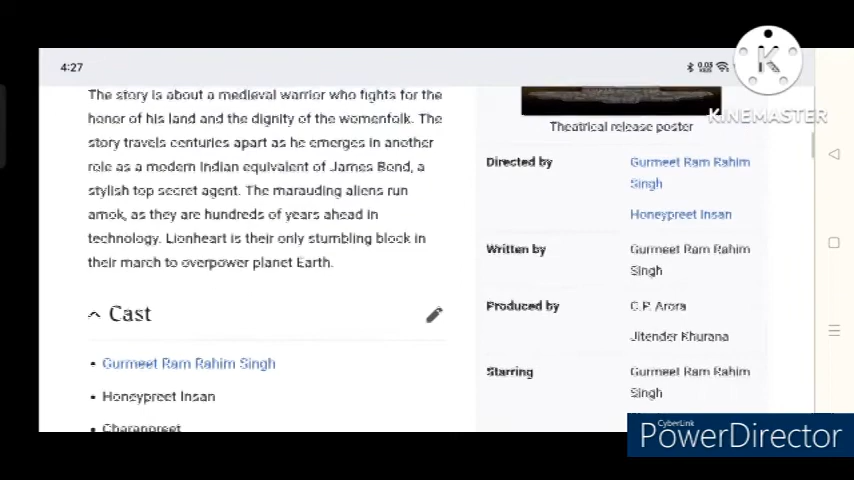 4:27
KINEMASTER
The story is about a medieval warrior who fights for the
honor of his land and the dignity of the womenfolk. The
story travels centuries apart as he emerges in another
role as a modern Indian equivalent of James Bond, a
stylish top secret agent. The marauding aliens run
amok, as they are hundreds of years ahead in
technology. Lionheart is their only stumbling block in
their march to overpower planet Earth.
Cast
• Gurmeet Ram Rahim Singh
• Honeypreet Insan
• Charanpreet
Theatrical release poster
Directed by
Gurmeet Ram Rahim
Singh
Honeypreet Insan
Written by
Gurmeet Ram Rahim
Singh
Produced by
C.P. Arora
Jitender Khurana
Starring
Gurmeet Ram Rahim
Singh
CyberLink
PowerDirector